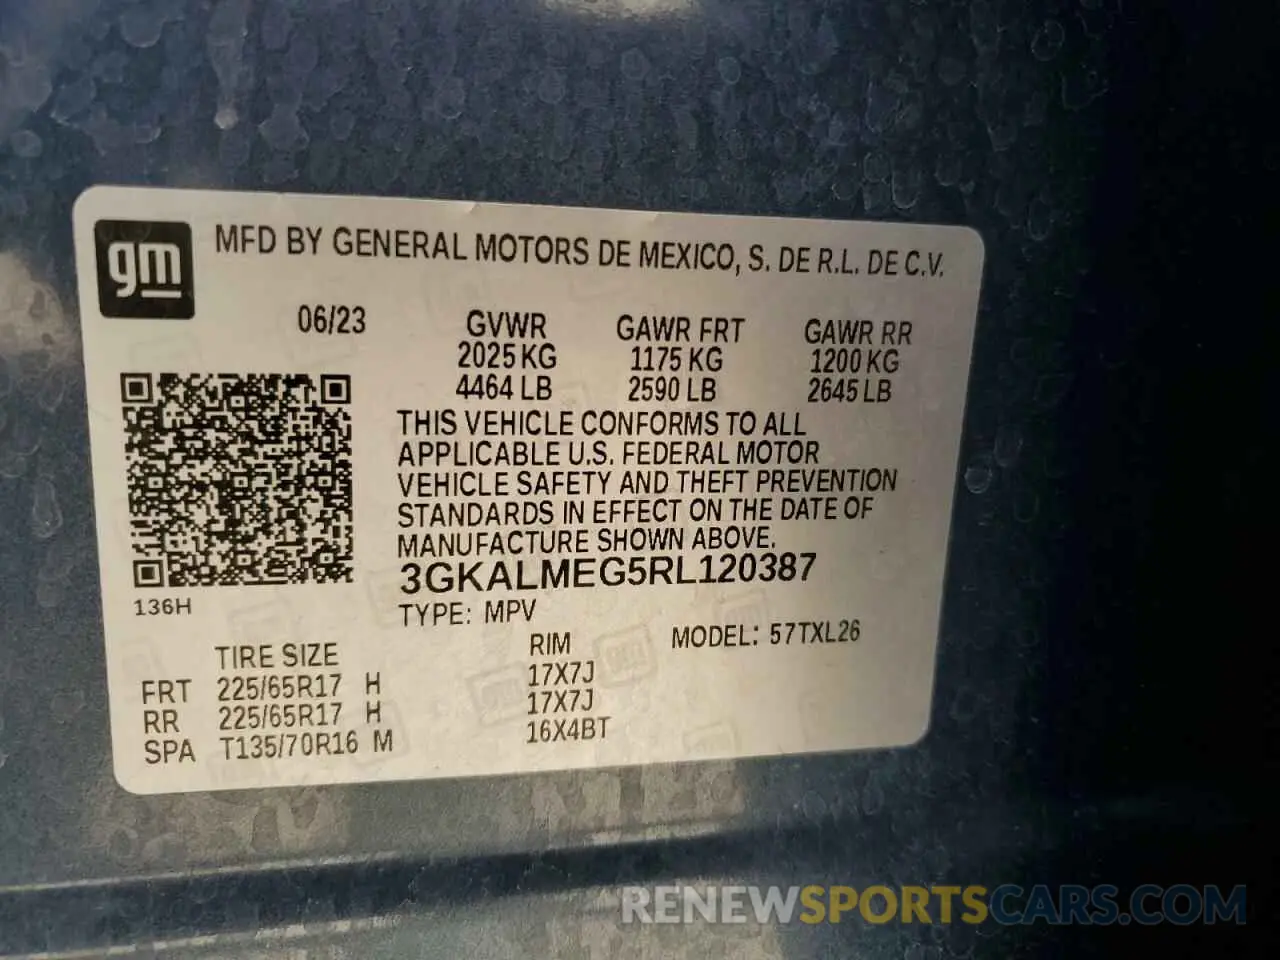 gm
MFD BY GENERAL MOTORS DE MEXICO, S. DE R.L. DE C.V.
06/23 GVWR GAWR FRT GAWR RR
2025 KG 1175 KG 1200 KG
4464 LB 2590 LB 2645 LB
THIS VEHICLE CONFORMS TO ALL
APPLICABLE U.S. FEDERAL MOTOR
VEHICLE SAFETY AND THEFT PREVENTION
STANDARDS IN EFFECT ON THE DATE OF
MANUFACTURE SHOWN ABOVE.
3GKALMEG5RL120387
136H
TYPE: MPV
MODEL: 57TXL26
TIRE SIZE RIM
FRT 225/65R17 H 17X7J
RR 225/65R17 H 17X7J
SPA T135/70R16 M 16X4BT
RENEWSPORTSCARS.COM